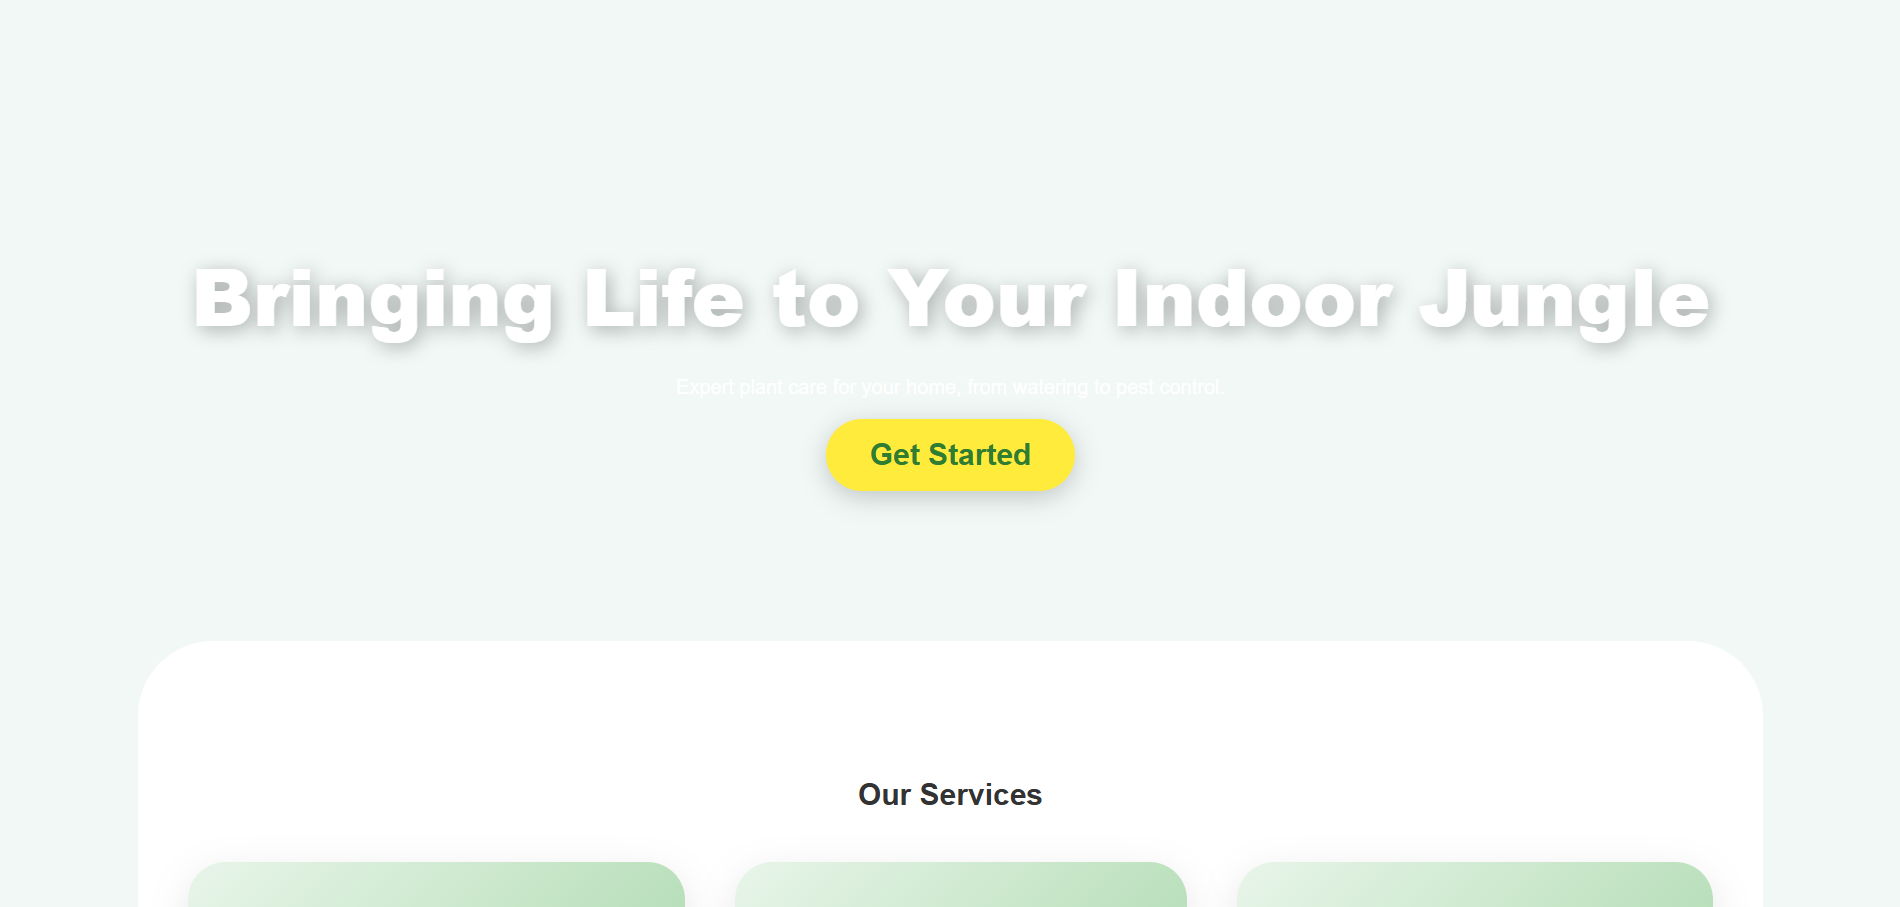 Bringing Life to Your Indoor Jungle
Expert plant care for your home, from watering to pest control.
Get Started
Our Services